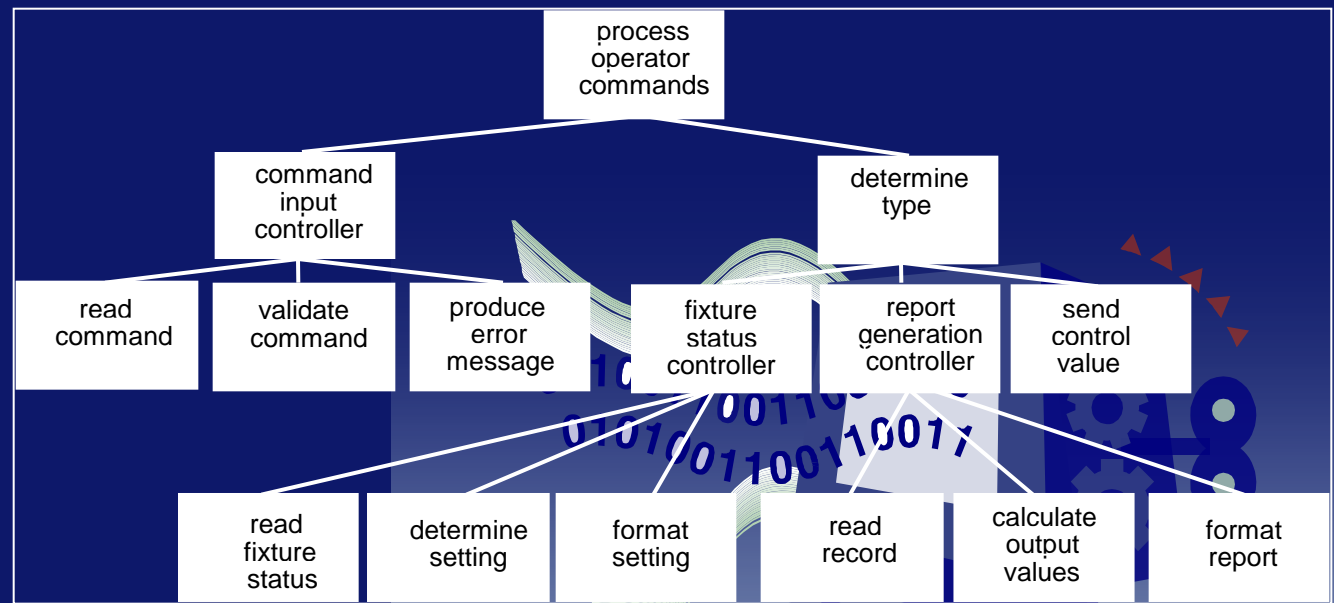 process
operator
commands
command
input
controller
determine
type
read
command
validate
command
produce
error
message
fixture
status
controller
report
generation
controller
send
control
value
010100110011​0011
read
fixture
status
determine
setting
format
setting
read
record
calculate
output
values
format
report